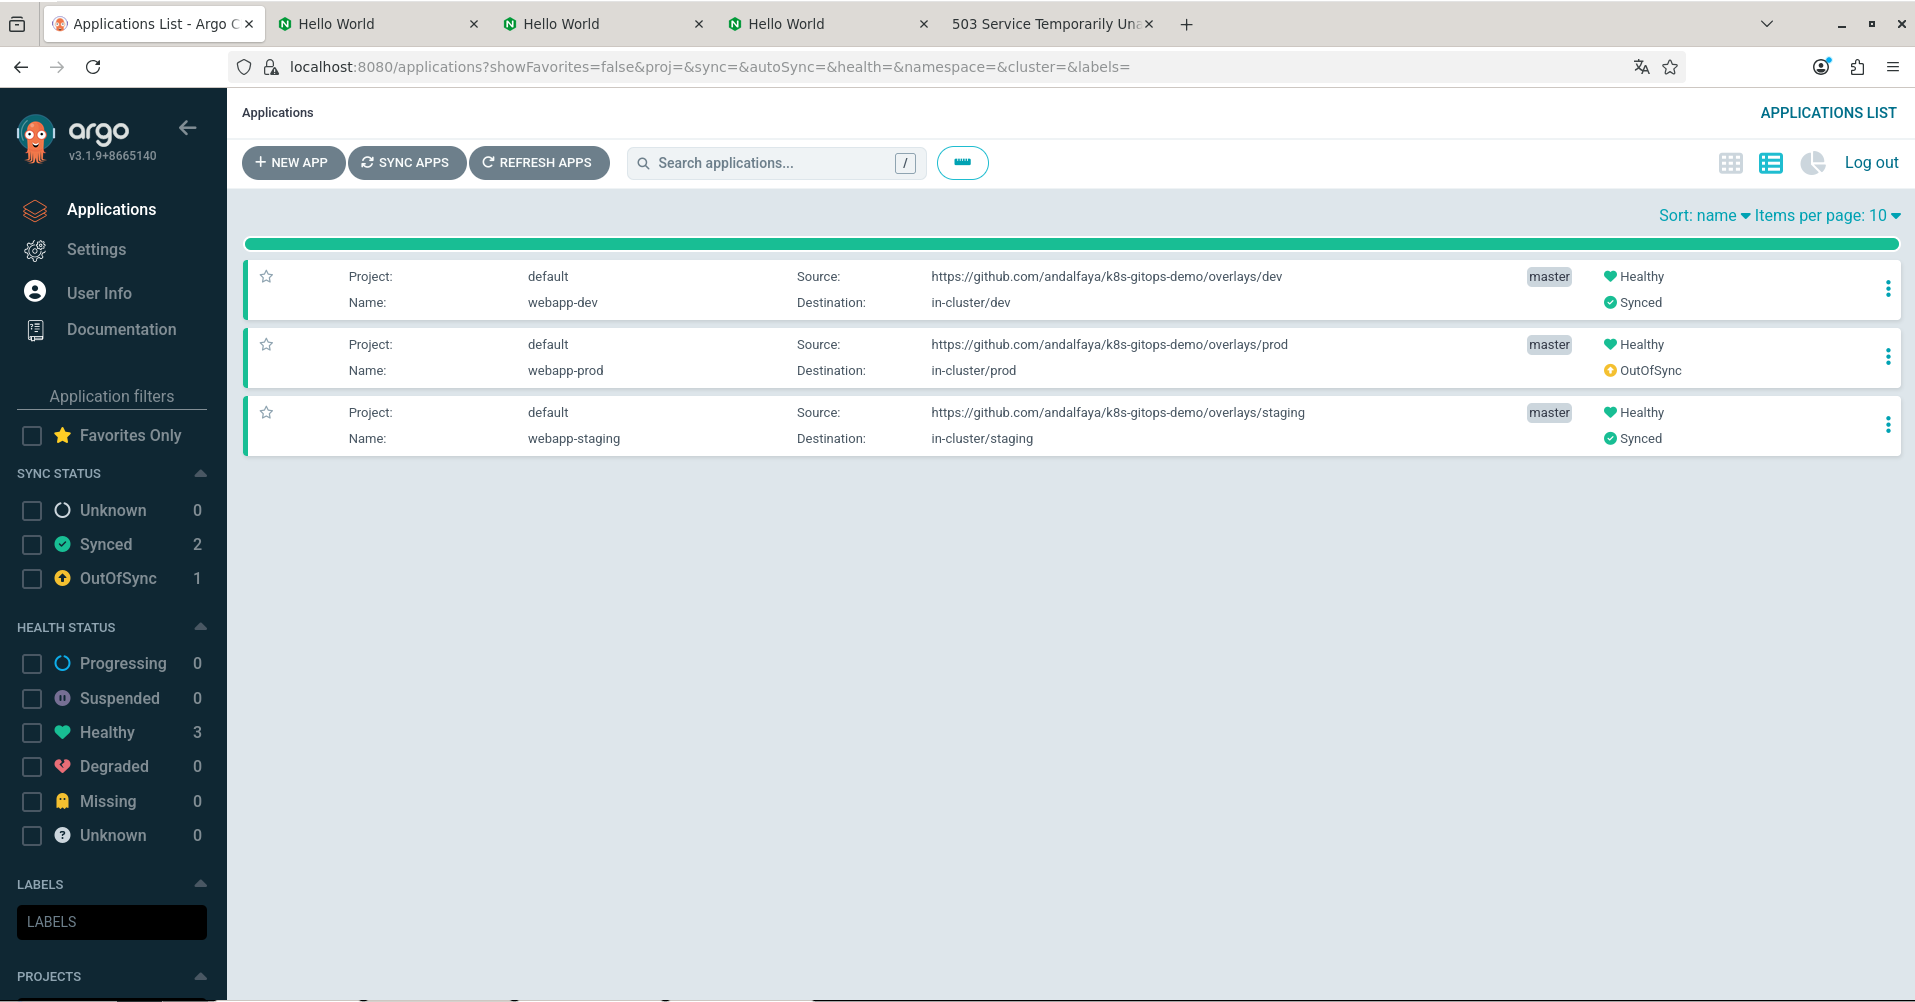 Applications List - Argo C
Hello World
Hello World
Hello World
503 Service Temporarily Una
localhost:8080/applications?showFavorites=false&proj=&sync=&autoSync=&health=&namespace=&cluster=&labels=
argo
v3.1.9+8665140
Applications
Settings
User Info
Documentation
Application filters
Favorites Only
SYNC STATUS
Unknown 0
Synced 2
OutOfSync 1
HEALTH STATUS
Progressing 0
Suspended 0
Healthy 3
Degraded 0
Missing 0
Unknown 0
LABELS
LABELS
PROJECTS
Applications
APPLICATIONS LIST
+ NEW APP
SYNC APPS
REFRESH APPS
Search applications... /
Log out
Sort: name Items per page: 10
Project: default Source: https://github.com/andalfaya/k8s-gitops-demo/overlays/dev master Healthy
Name: webapp-dev Destination: in-cluster/dev Synced
Project: default Source: https://github.com/andalfaya/k8s-gitops-demo/overlays/prod master Healthy
Name: webapp-prod Destination: in-cluster/prod OutOfSync
Project: default Source: https://github.com/andalfaya/k8s-gitops-demo/overlays/staging master Healthy
Name: webapp-staging Destination: in-cluster/staging Synced